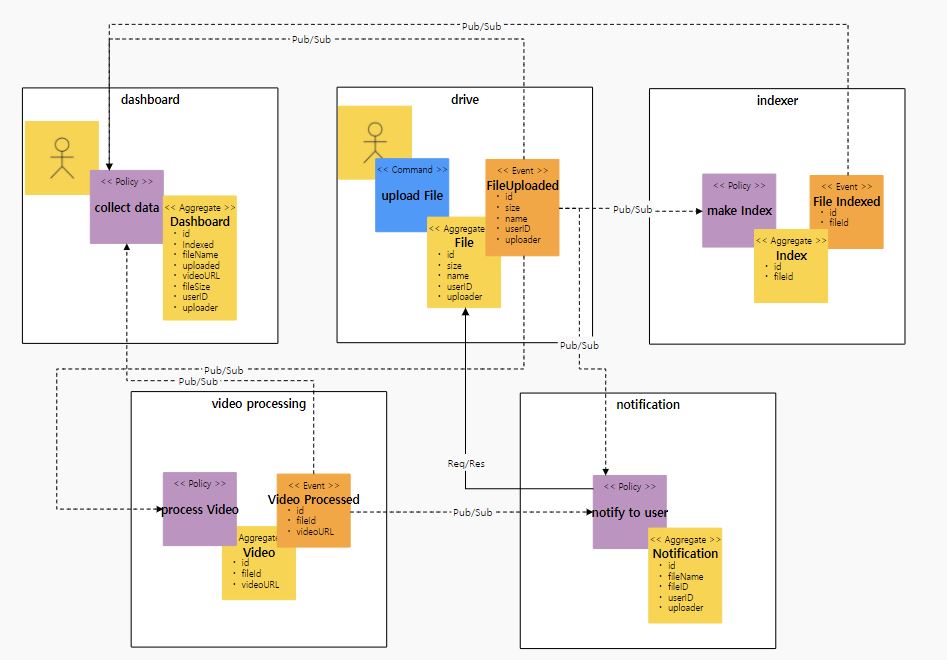 Pub/Sub
Pub/Sub
dashboard
<< Policy >>
collect data
<< Aggregate >>
Dashboard
· id
· Indexed
· fileName
· uploaded
· videoURL
· fileSize
· userID
· uploader
drive
<< Command >>
upload File
<< Event >>
FileUploaded
· id
· size
· name
· userID
· uploader
<< Aggregate
File
· id
· size
· name
· userID
· uploader
Pub/Sub
indexer
<< Policy >>
make Index
<< Event >>
File Indexed
· id
· fileId
<< Aggregate >>
Index
· id
· fileId
Pub/Sub
Pub/Sub
Pub/Sub
video processing
<< Policy >>
process Video
<< Event >>
Video Processed
· id
· fileId
· videoURL
Aggregate
Video
· id
· fileId
· videoURL
Req/Res
Pub/Sub
notification
<< Policy >>
notify to user
<< Aggregate >>
Notification
· id
· fileName
· fileID
· userID
· uploader